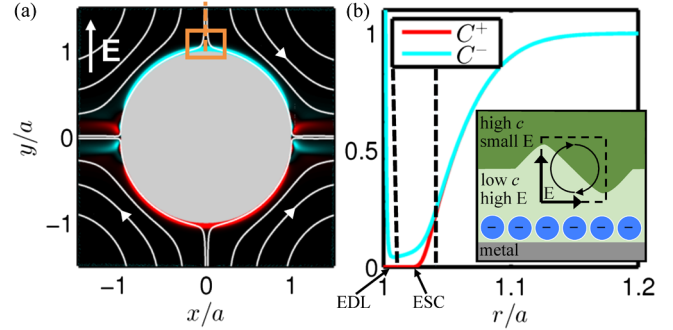 (a)
E
1
0
−1
y/a
−1
0
1
x/a
(b)
C+
C−
1
0.5
0
high c
small E
E
low c
high E
− − − − − −
metal
EDL
ESC
1
1.1
1.2
r/a